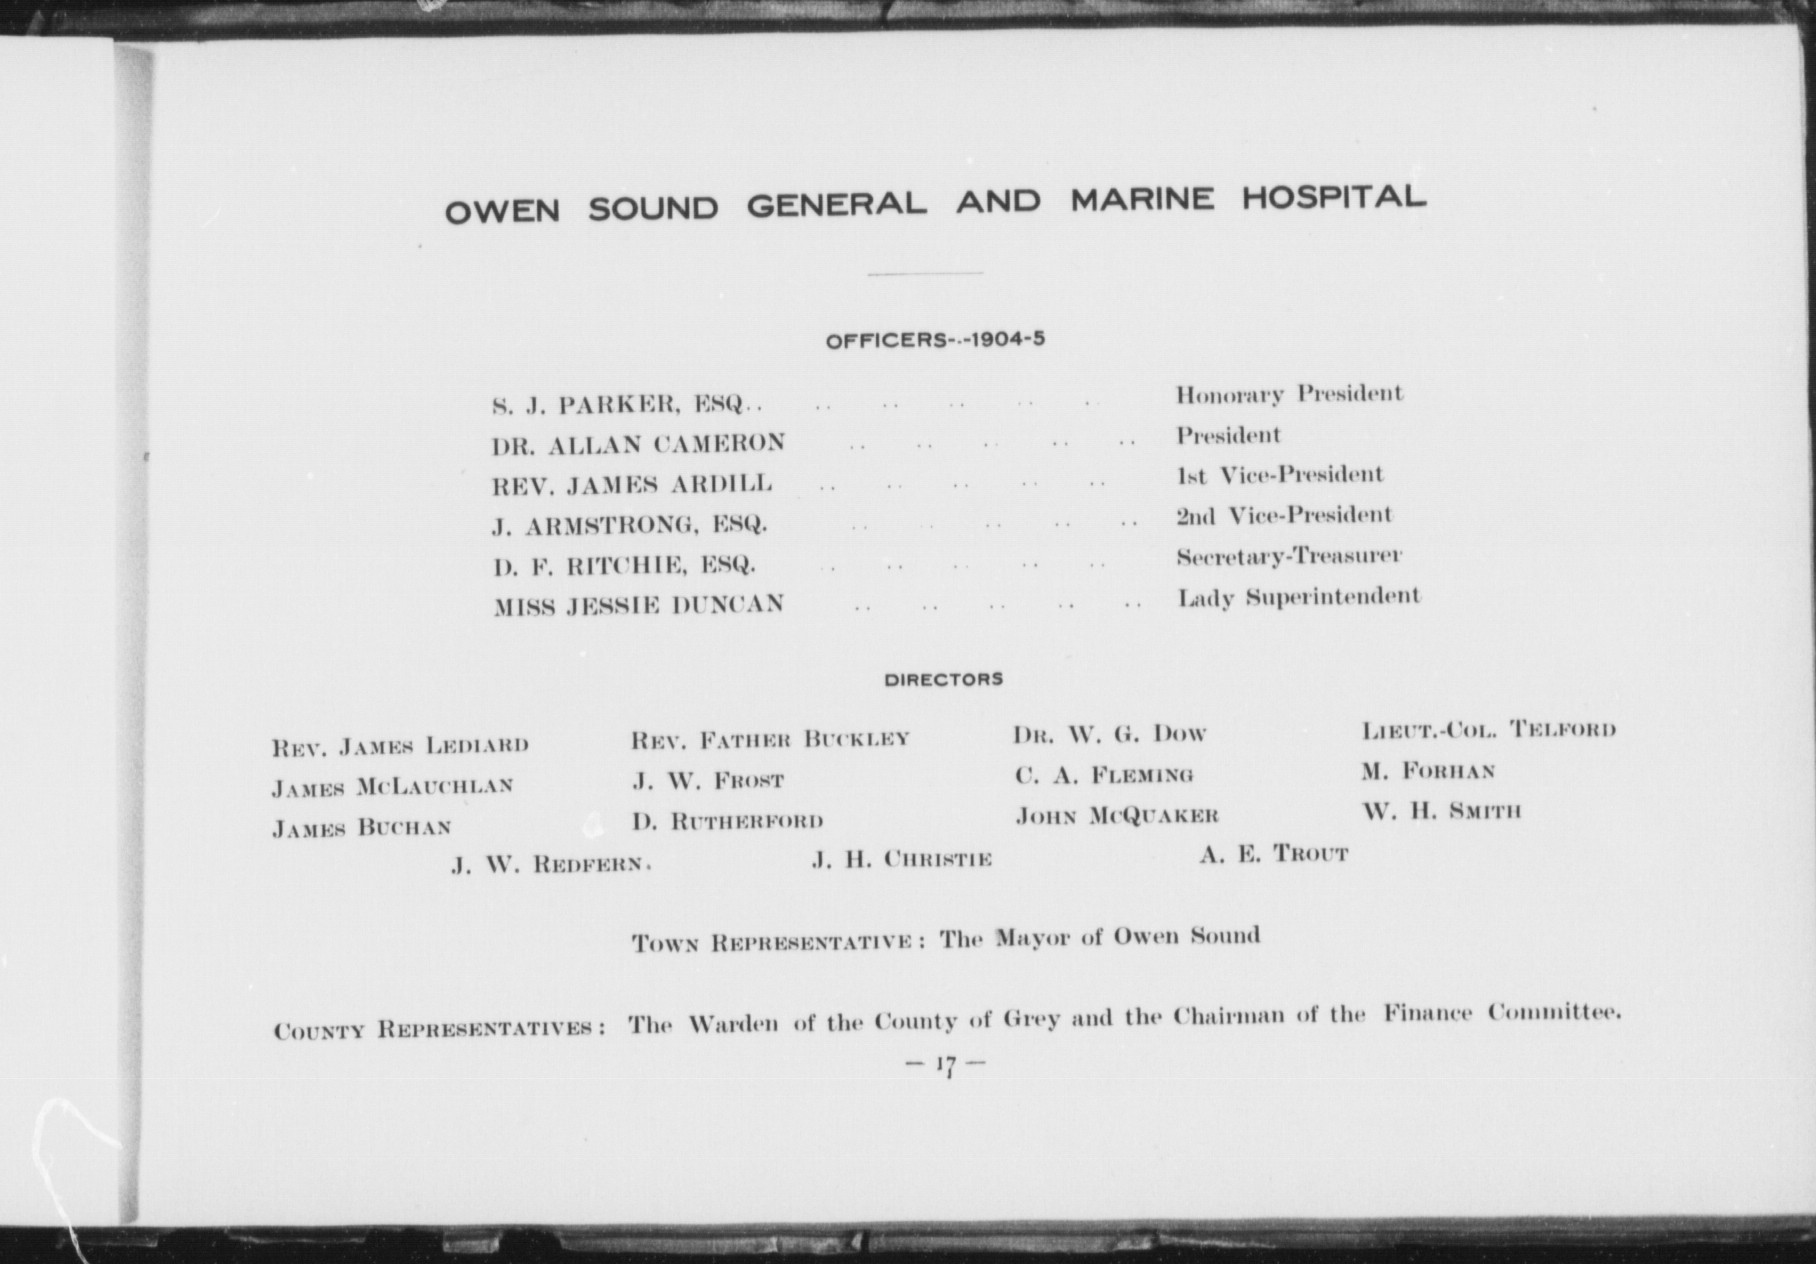 OWEN SOUND GENERAL AND MARINE HOSPITAL
OFFICERS--1904-5
S. J. PARKER, ESQ.. .. .. .. .. . Honorary President
DR. ALLAN CAMERON .. .. .. .. .. President
REV. JAMES ARDILL .. .. .. .. .. 1st Vice-President
J. ARMSTRONG, ESQ. .. .. .. .. .. 2nd Vice-President
D. F. RITCHIE, ESQ. .. .. .. .. .. Secretary-Treasurer
MISS JESSIE DUNCAN .. .. .. .. .. Lady Superintendent
DIRECTORS
REV. JAMES LEDIARD REV. FATHER BUCKLEY DR. W. G. DOW LIEUT.-COL. TELFORD
JAMES MCLAUCHLAN J. W. FROST C. A. FLEMING M. FORHAN
JAMES BUCHAN D. RUTHERFORD JOHN MCQUAKER W. H. SMITH
J. W. REDFERN. J. H. CHRISTIE A. E. TROUT
TOWN REPRESENTATIVE: The Mayor of Owen Sound
COUNTY REPRESENTATIVES: The Warden of the County of Grey and the Chairman of the Finance Committee.
— 17 —